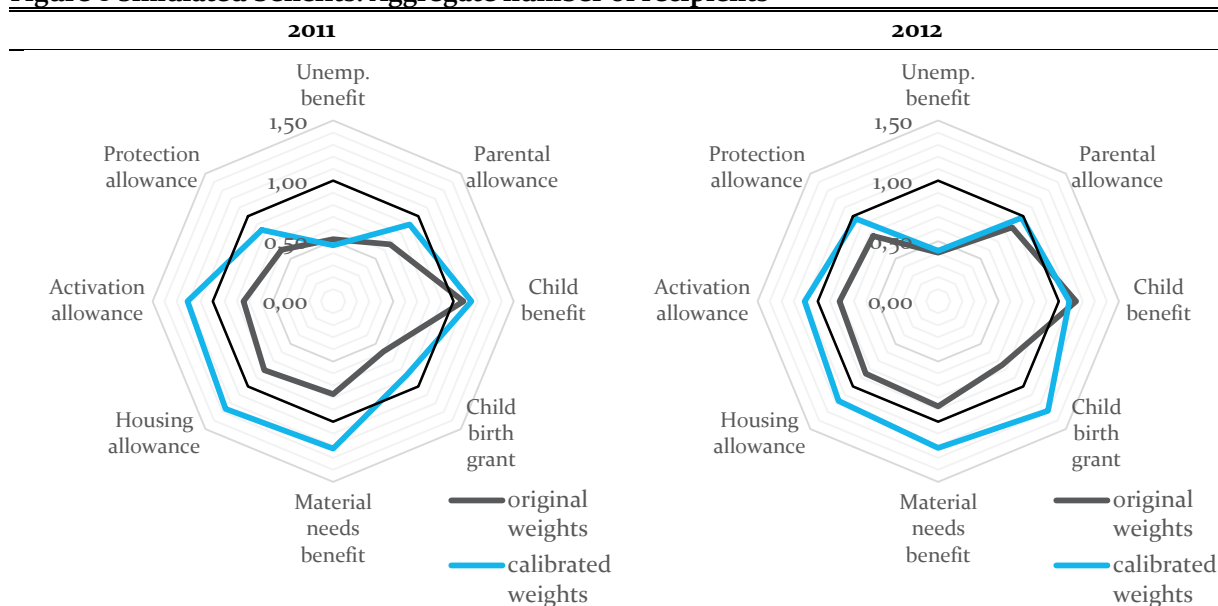 2011
2012
Unemp.
benefit
1,50
Protection
allowance
Parental
allowance
1,00
0,50
Activation
allowance
0,00
Child
benefit
Housing
allowance
Child
birth
grant
Material
needs
benefit
original
weights
calibrated
weights
Unemp.
benefit
1,50
Protection
allowance
Parental
allowance
1,00
0,50
Activation
allowance
0,00
Child
benefit
Housing
allowance
Child
birth
grant
Material
needs
benefit
original
weights
calibrated
weights